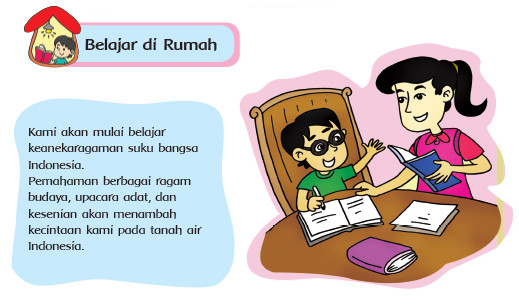 Belajar di Rumah
Kami akan mulai belajar
keanekaragaman suku bangsa
Indonesia.
Pemahaman berbagai ragam
budaya, upacara adat, dan
kesenian akan menambah
kecintaan kami pada tanah air
Indonesia.